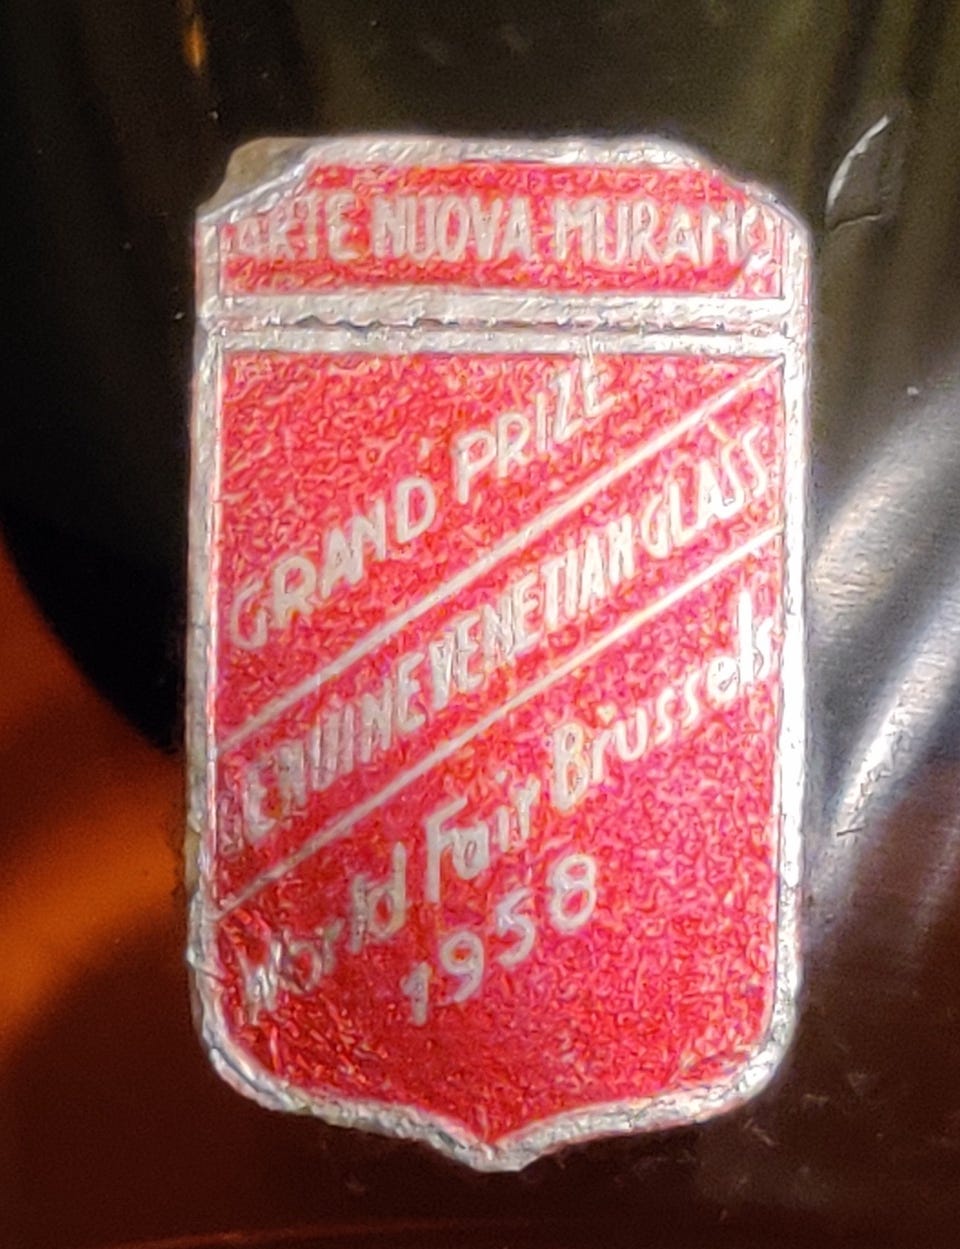 ARTE NUOVA MURANO
GRAND PRIZE
GENUINE VENETIAN GLASS
World Fair Brussels
1958